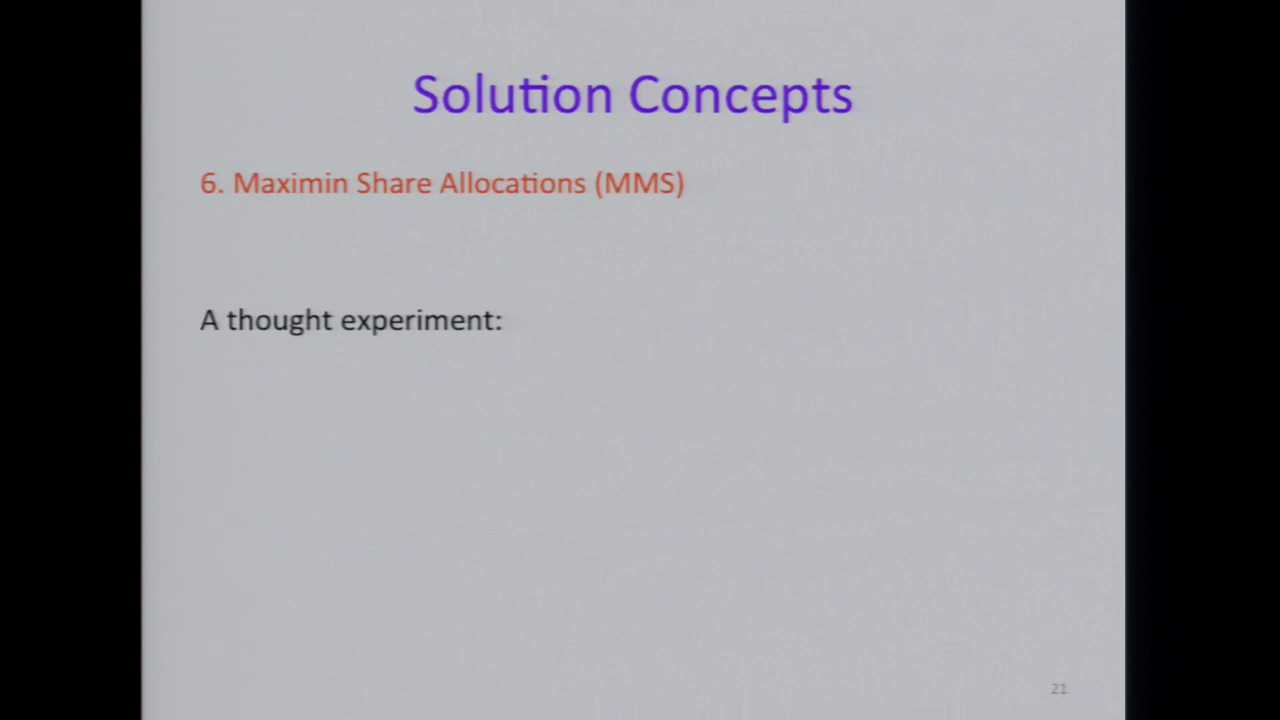 Solution Concepts
6. Maximin Share Allocations (MMS)
A thought experiment:
21